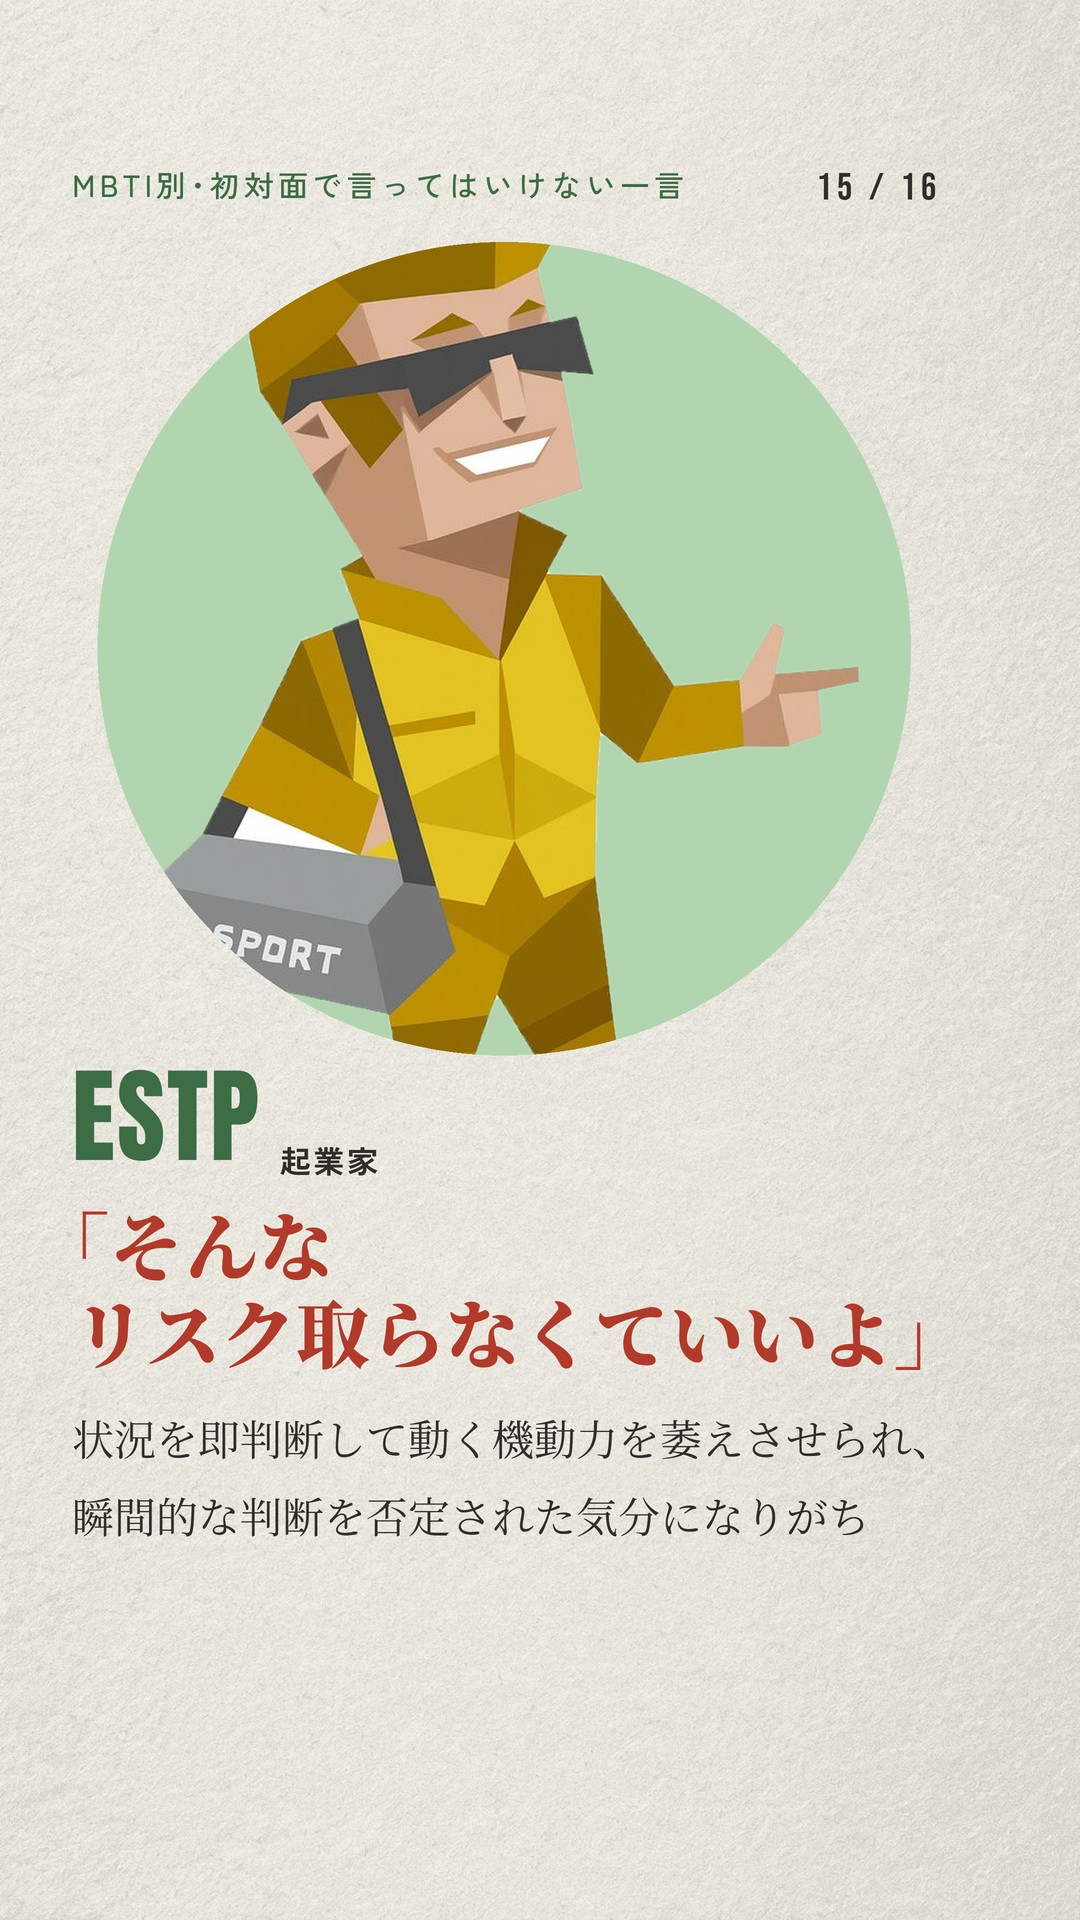 MBTI別・初対面で言ってはいけない一言
15 / 16
SPORT
ESTP
起業家
「そんな
リスク取らなくていいよ」
状況を即判断して動く機動力を萎えさせられ、
瞬間的な判断を否定された気分になりがち